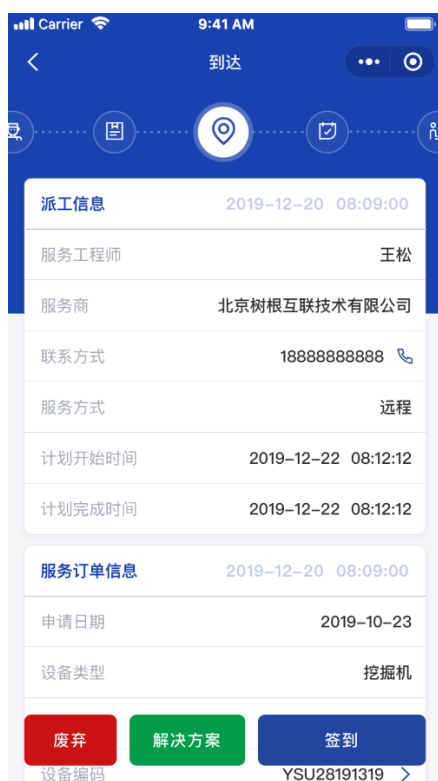 Carrier 9:41 AM
到达
派工信息 2019-12-20 08:09:00
服务工程师 王松
服务商 北京树根互联技术有限公司
联系方式 18888888888
服务方式 远程
计划开始时间 2019-12-22 08:12:12
计划完成时间 2019-12-22 08:12:12
服务订单信息 2019-12-20 08:09:00
申请日期 2019-10-23
设备类型 挖掘机
废弃 解决方案 签到
设备编码 YSU28191319